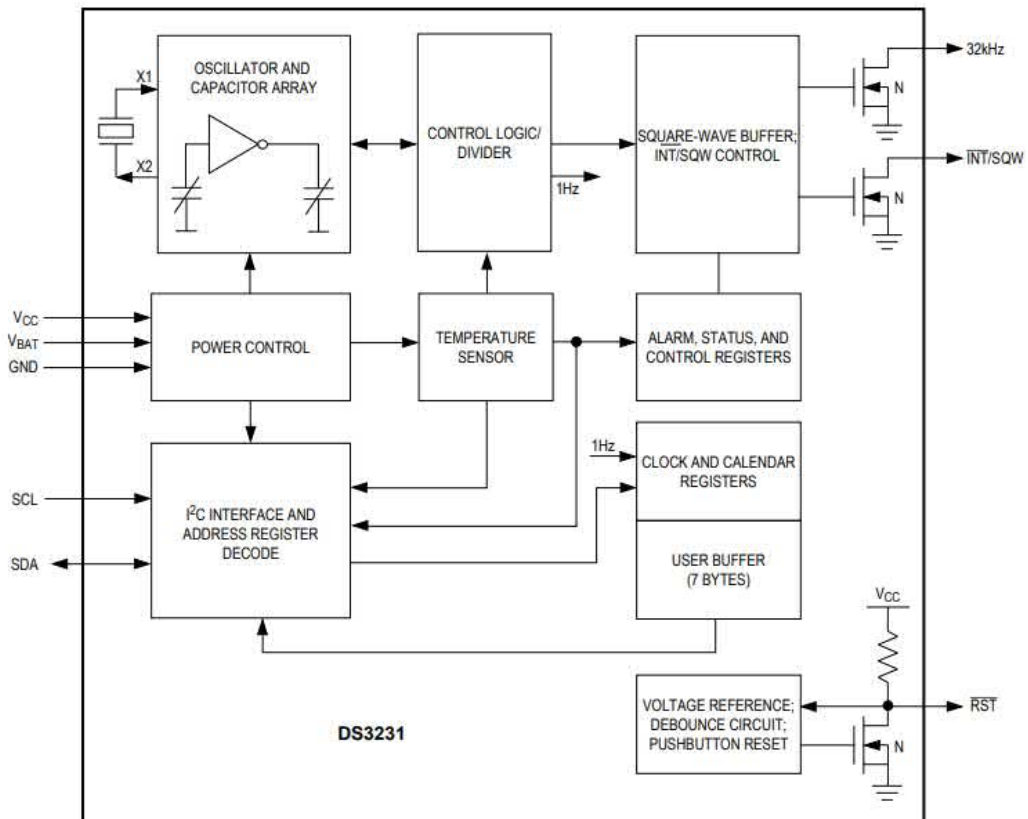 OSCILLATOR AND
CAPACITOR ARRAY
X1
X2
CONTROL LOGIC/
DIVIDER
1Hz
SQUARE-WAVE BUFFER;
INT/SQW CONTROL
32kHz
N
INT/SQW
N
VCC
VBAT
GND
POWER CONTROL
TEMPERATURE
SENSOR
ALARM, STATUS, AND
CONTROL REGISTERS
SCL
SDA
I²C INTERFACE AND
ADDRESS REGISTER
DECODE
1Hz
CLOCK AND CALENDAR
REGISTERS
USER BUFFER
(7 BYTES)
VCC
VOLTAGE REFERENCE;
DEBOUNCE CIRCUIT;
PUSHBUTTON RESET
RST
N
DS3231